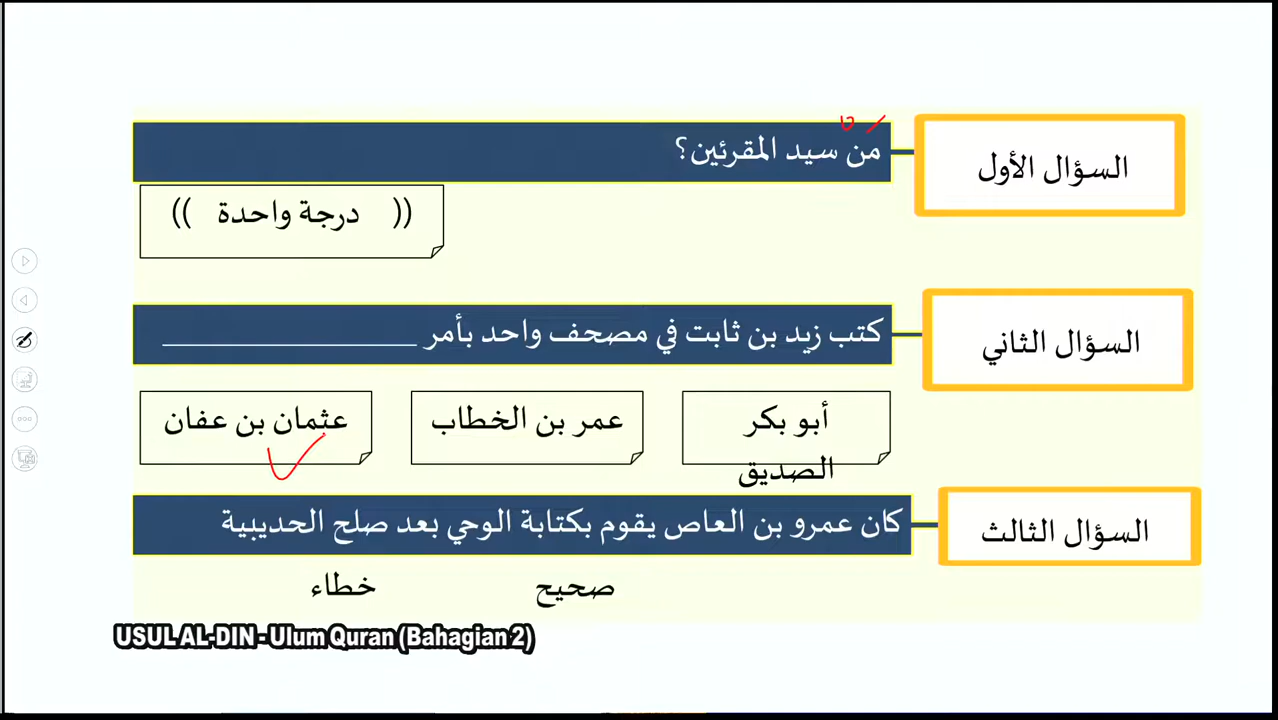 السؤال الأول
من سيد المقرئين؟
(( درجة واحدة ))
السؤال الثاني
كتب زيد بن ثابت في مصحف واحد بأمر ____________
أبو بكر الصديق
عمر بن الخطاب
عثمان بن عفان
السؤال الثالث
كان عمرو بن العاص يقوم بكتابة الوحي بعد صلح الحديبية
صحيح
خطاء
USUL AL-DIN - Ulum Quran (Bahagian 2)